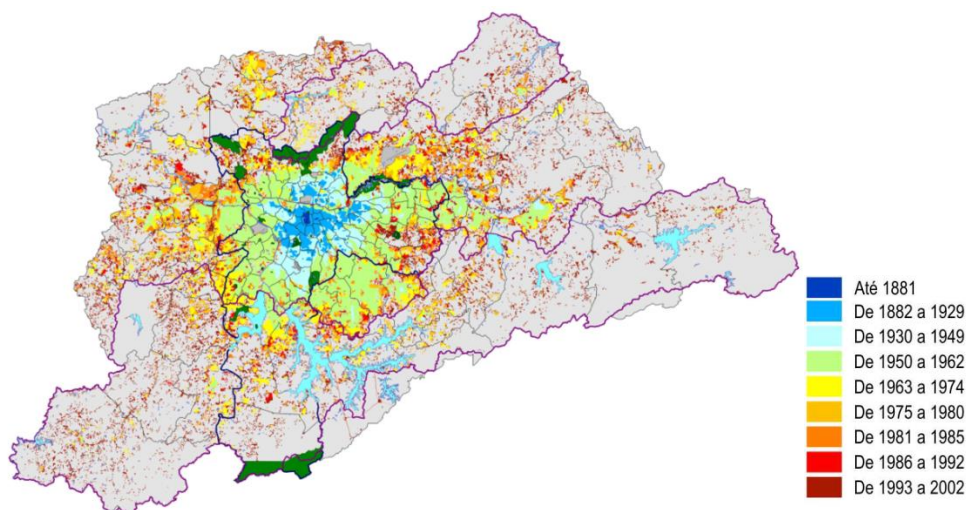 Até 1881
De 1882 a 1929
De 1930 a 1949
De 1950 a 1962
De 1963 a 1974
De 1975 a 1980
De 1981 a 1985
De 1986 a 1992
De 1993 a 2002